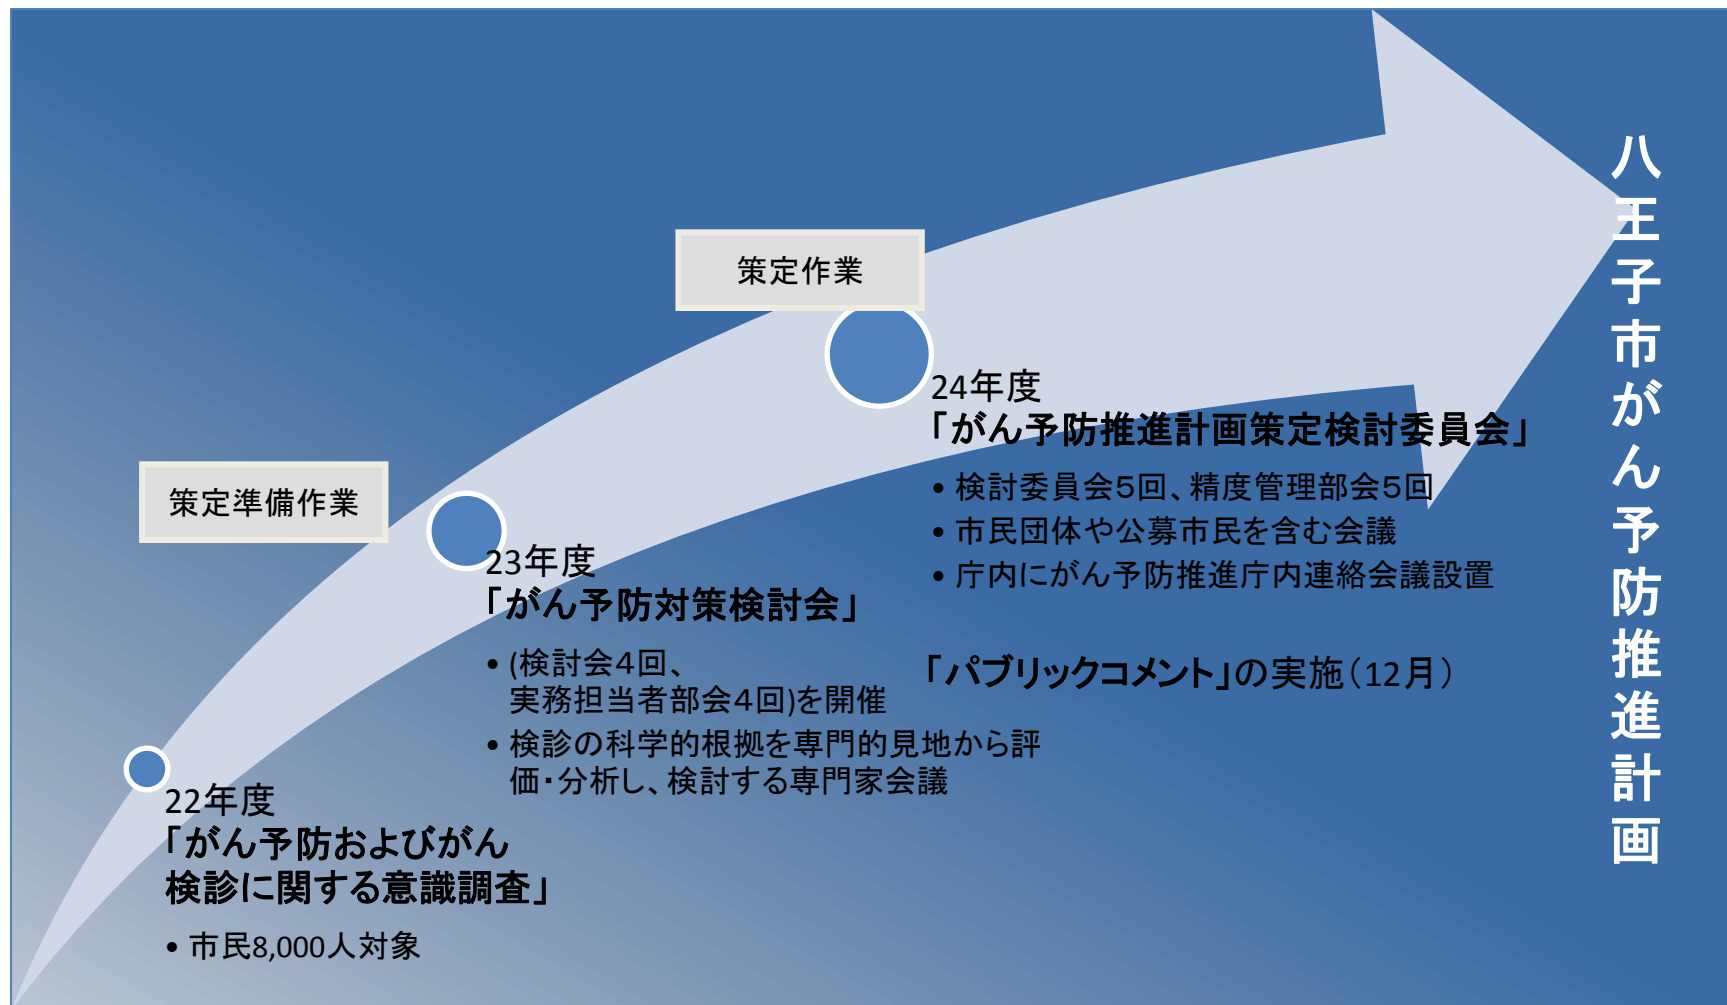 策定準備作業
22年度
「がん予防およびがん
検診に関する意識調査」
• 市民8,000人対象
23年度
「がん予防対策検討会」
• (検討会４回、
実務担当者部会４回)を開催
• 検診の科学的根拠を専門的見地から評
価・分析し、検討する専門家会議
策定作業
24年度
「がん予防推進計画策定検討委員会」
• 検討委員会５回、精度管理部会５回
• 市民団体や公募市民を含む会議
• 庁内にがん予防推進庁内連絡会議設置
「パブリックコメント」の実施（12月）
八王子市がん予防推進計画